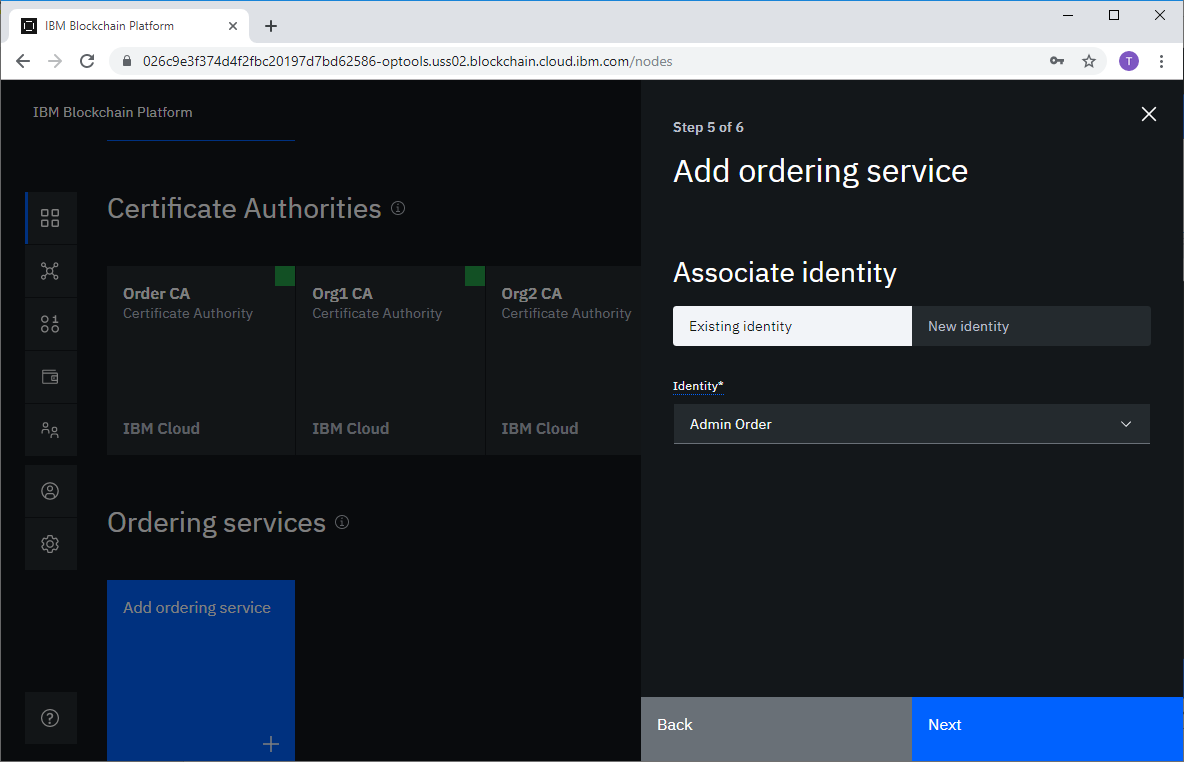 IBM Blockchain Platform
026c9e3f374d4f2fbc20197d7bd62586-optools.uss02.blockchain.cloud.ibm.com/nodes
T
IBM Blockchain Platform
Certificate Authorities
Order CA
Certificate Authority
IBM Cloud
Org1 CA
Certificate Authority
IBM Cloud
Org2 CA
Certificate Authority
IBM Cloud
Ordering services
Add ordering service
Step 5 of 6
Add ordering service
Associate identity
Existing identity
New identity
Identity*
Admin Order
Back
Next